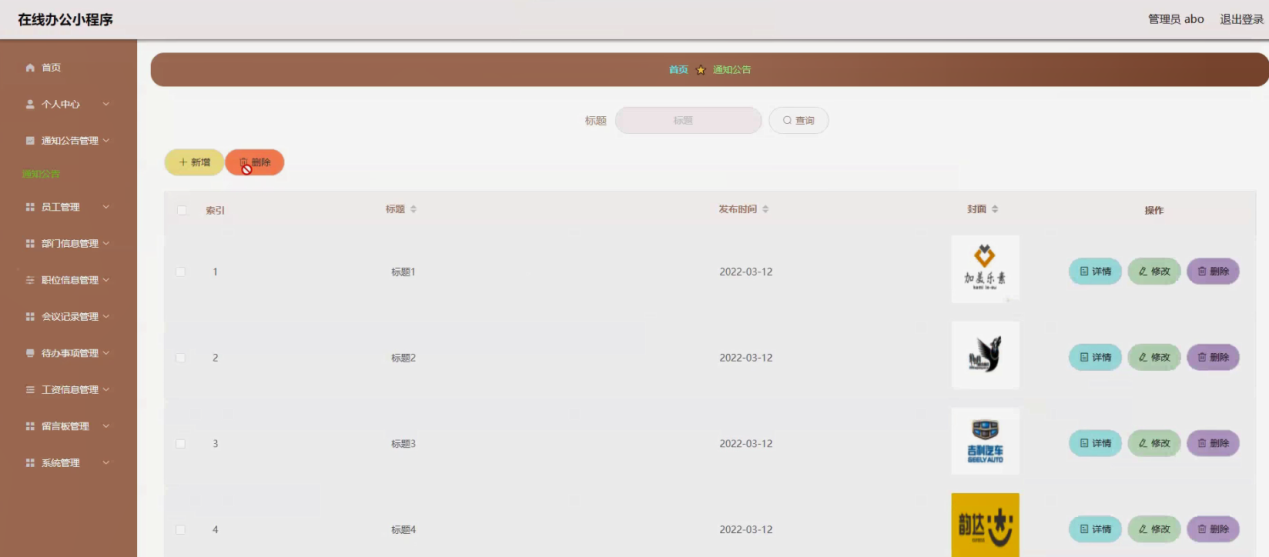 在线办公小程序
管理员 abo 退出登录
首页
个人中心
通知公告管理
通知公告
员工管理
部门信息管理
职位信息管理
会议记录管理
待办事项管理
工资信息管理
留言板管理
系统管理
首页 通知公告
标题 标题 查询
新增 删除
索引 标题 发布时间 封面 操作
1 标题1 2022-03-12 加美乐素 详情 修改 删除
2 标题2 2022-03-12 详情 修改 删除
3 标题3 2022-03-12 吉利汽车 GEELY AUTO 详情 修改 删除
4 标题4 2022-03-12 韵达 详情 修改 删除